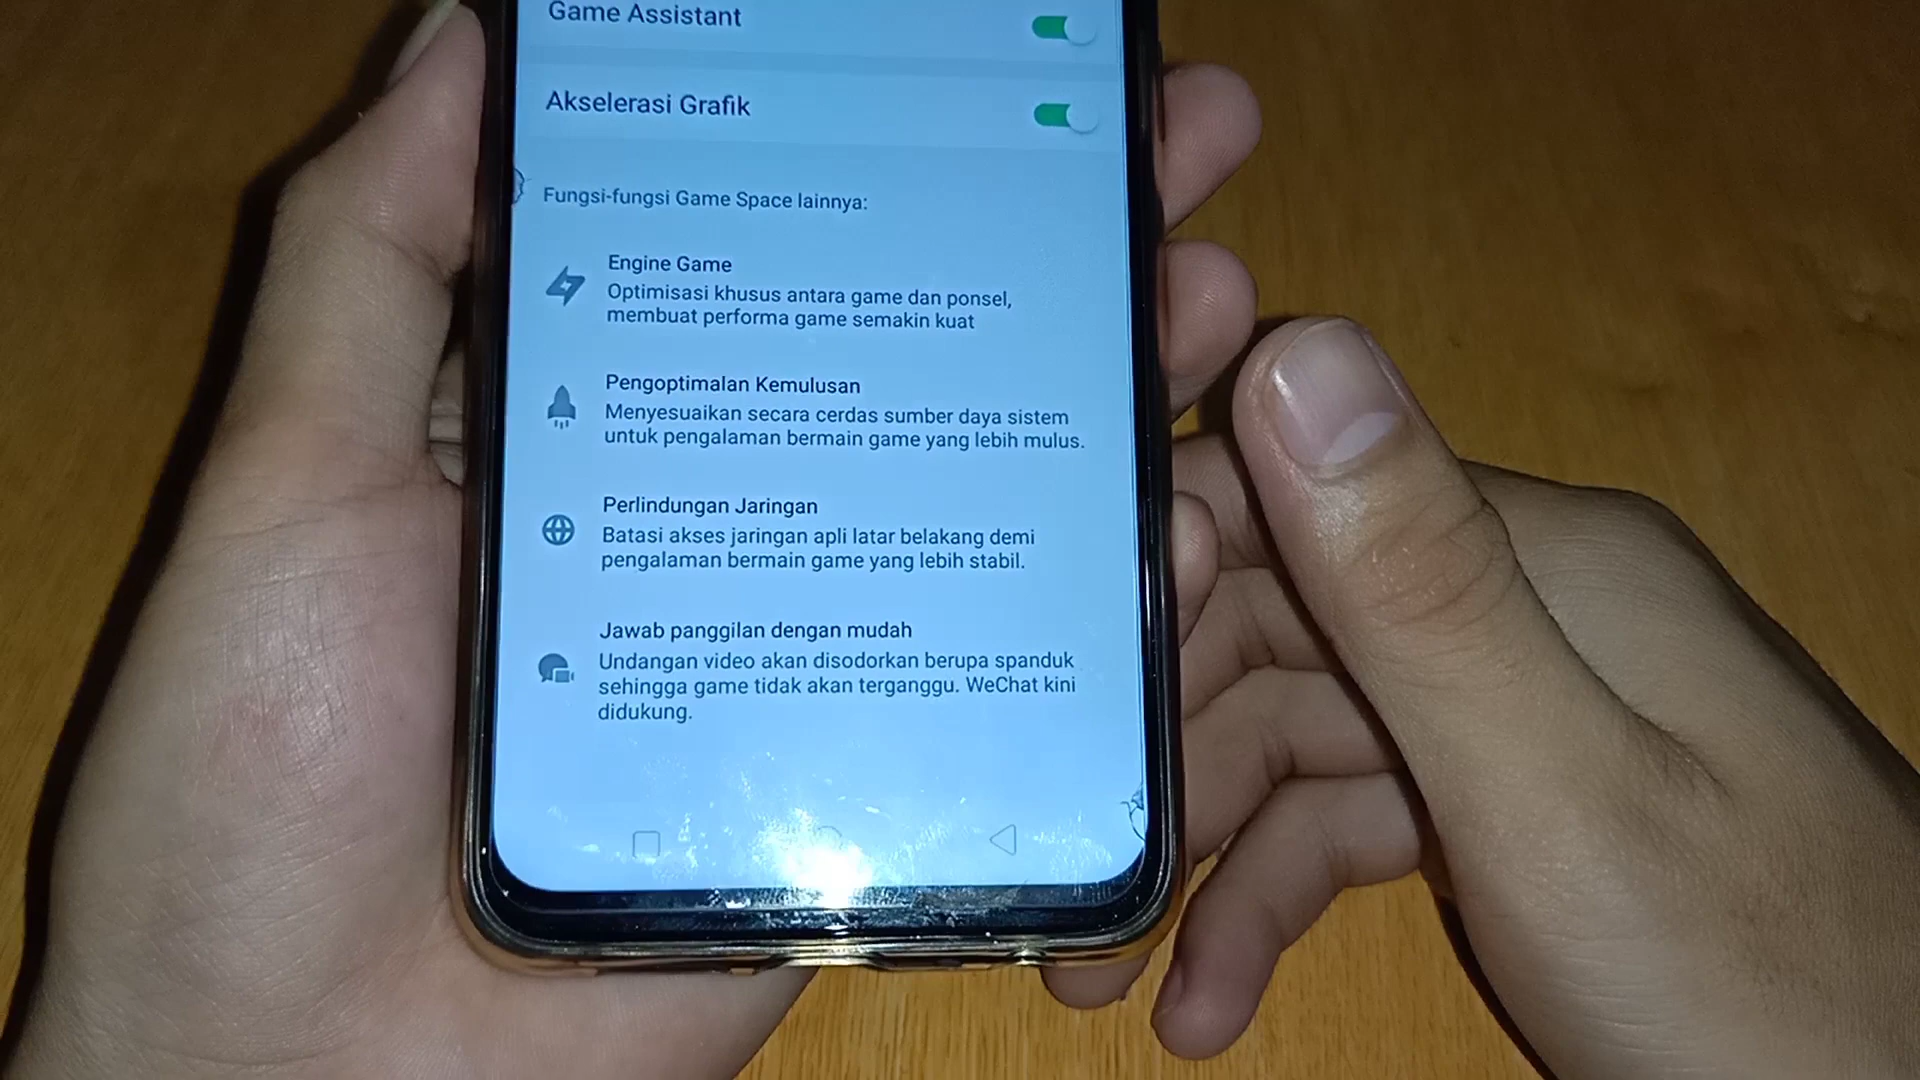 Game Assistant
Akselerasi Grafik
Fungsi-fungsi Game Space lainnya:
Engine Game
Optimisasi khusus antara game dan ponsel,
membuat performa game semakin kuat
Pengoptimalan Kemulusan
Menyesuaikan secara cerdas sumber daya sistem
untuk pengalaman bermain game yang lebih mulus.
Perlindungan Jaringan
Batasi akses jaringan apli latar belakang demi
pengalaman bermain game yang lebih stabil.
Jawab panggilan dengan mudah
Undangan video akan disodorkan berupa spanduk
sehingga game tidak akan terganggu. WeChat kini
didukung.